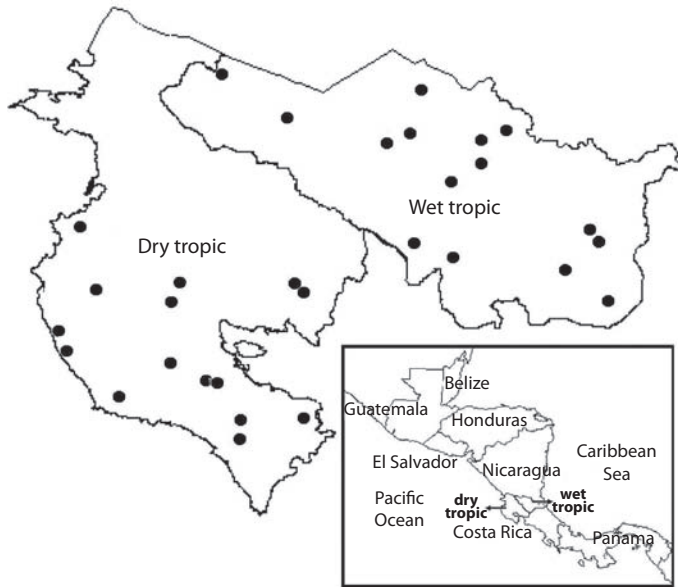 Wet tropic
Dry tropic
Belize
Guatemala
Honduras
El Salvador
Nicaragua
Caribbean
Sea
Pacific
Ocean
dry
tropic
wet
tropic
Costa Rica
Panama